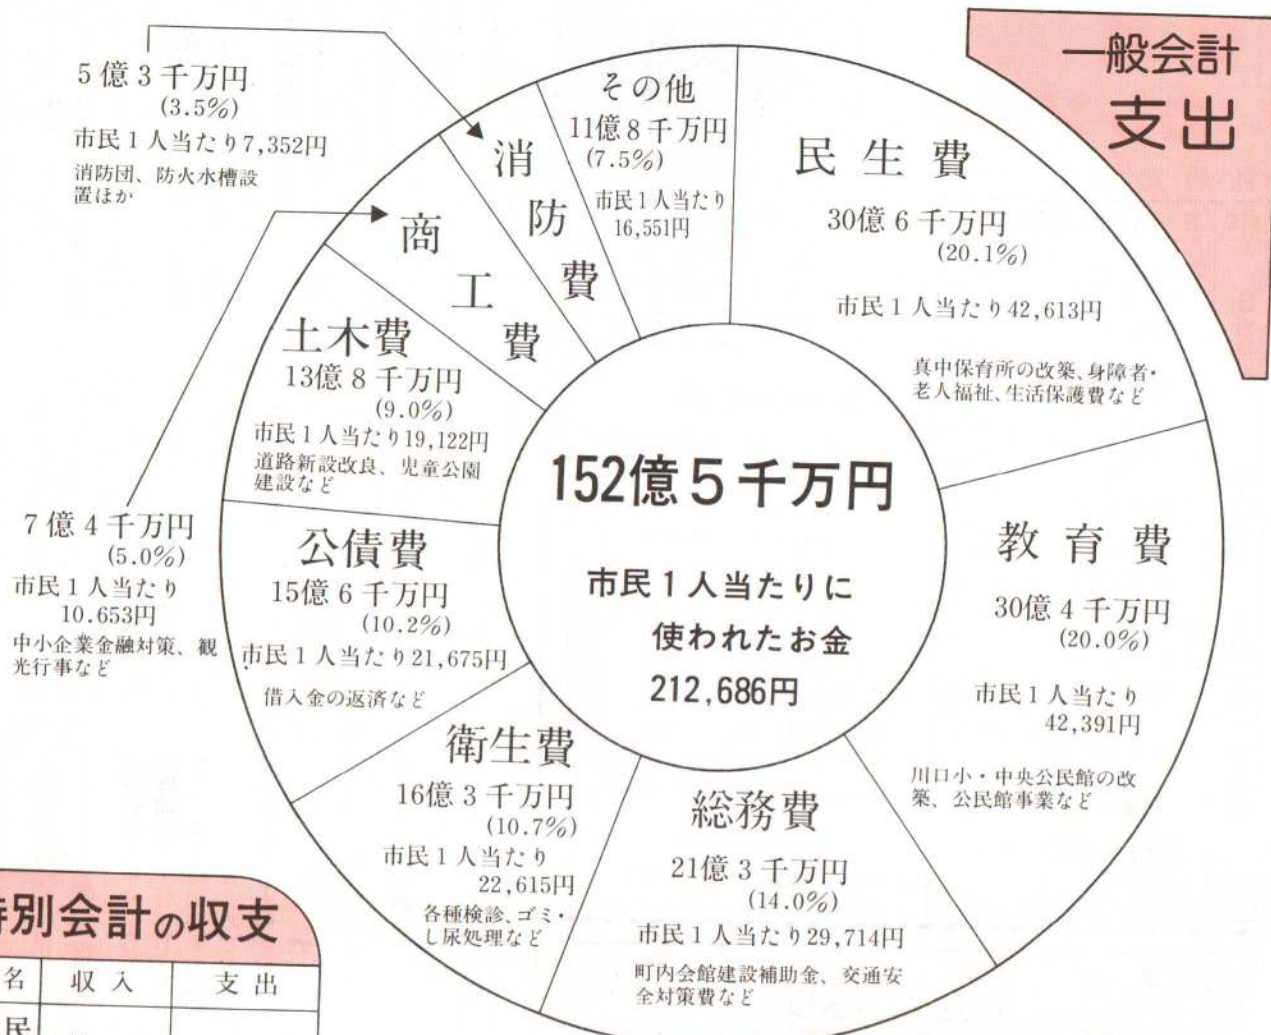 一般会計
支出
5億3千万円
(3.5%)
市民1人当たり7,352円
消防団、防火水槽設
置ほか
消防費
その他
11億8千万円
(7.5%)
市民1人当たり
16,551円
民生費
30億6千万円
(20.1%)
市民1人当たり42,613円
真中保育所の改築、身障者・
老人福祉、生活保護費など
商工費
7億4千万円
(5.0%)
市民1人当たり
10.653円
中小企業金融対策、観
光行事など
土木費
13億8千万円
(9.0%)
市民1人当たり19,122円
道路新設改良、児童公園
建設など
152億5千万円
市民1人当たりに
使われたお金
212,686円
教育費
30億4千万円
(20.0%)
市民1人当たり
42,391円
川口小・中央公民館の改
築、公民館事業など
公債費
15億6千万円
(10.2%)
市民1人当たり21,675円
借入金の返済など
衛生費
16億3千万円
(10.7%)
市民1人当たり
22,615円
各種検診、ゴミ・
し尿処理など
総務費
21億3千万円
(14.0%)
市民1人当たり29,714円
町内会館建設補助金、交通安
全対策費など
別会計の収支
名 収入 支出
民